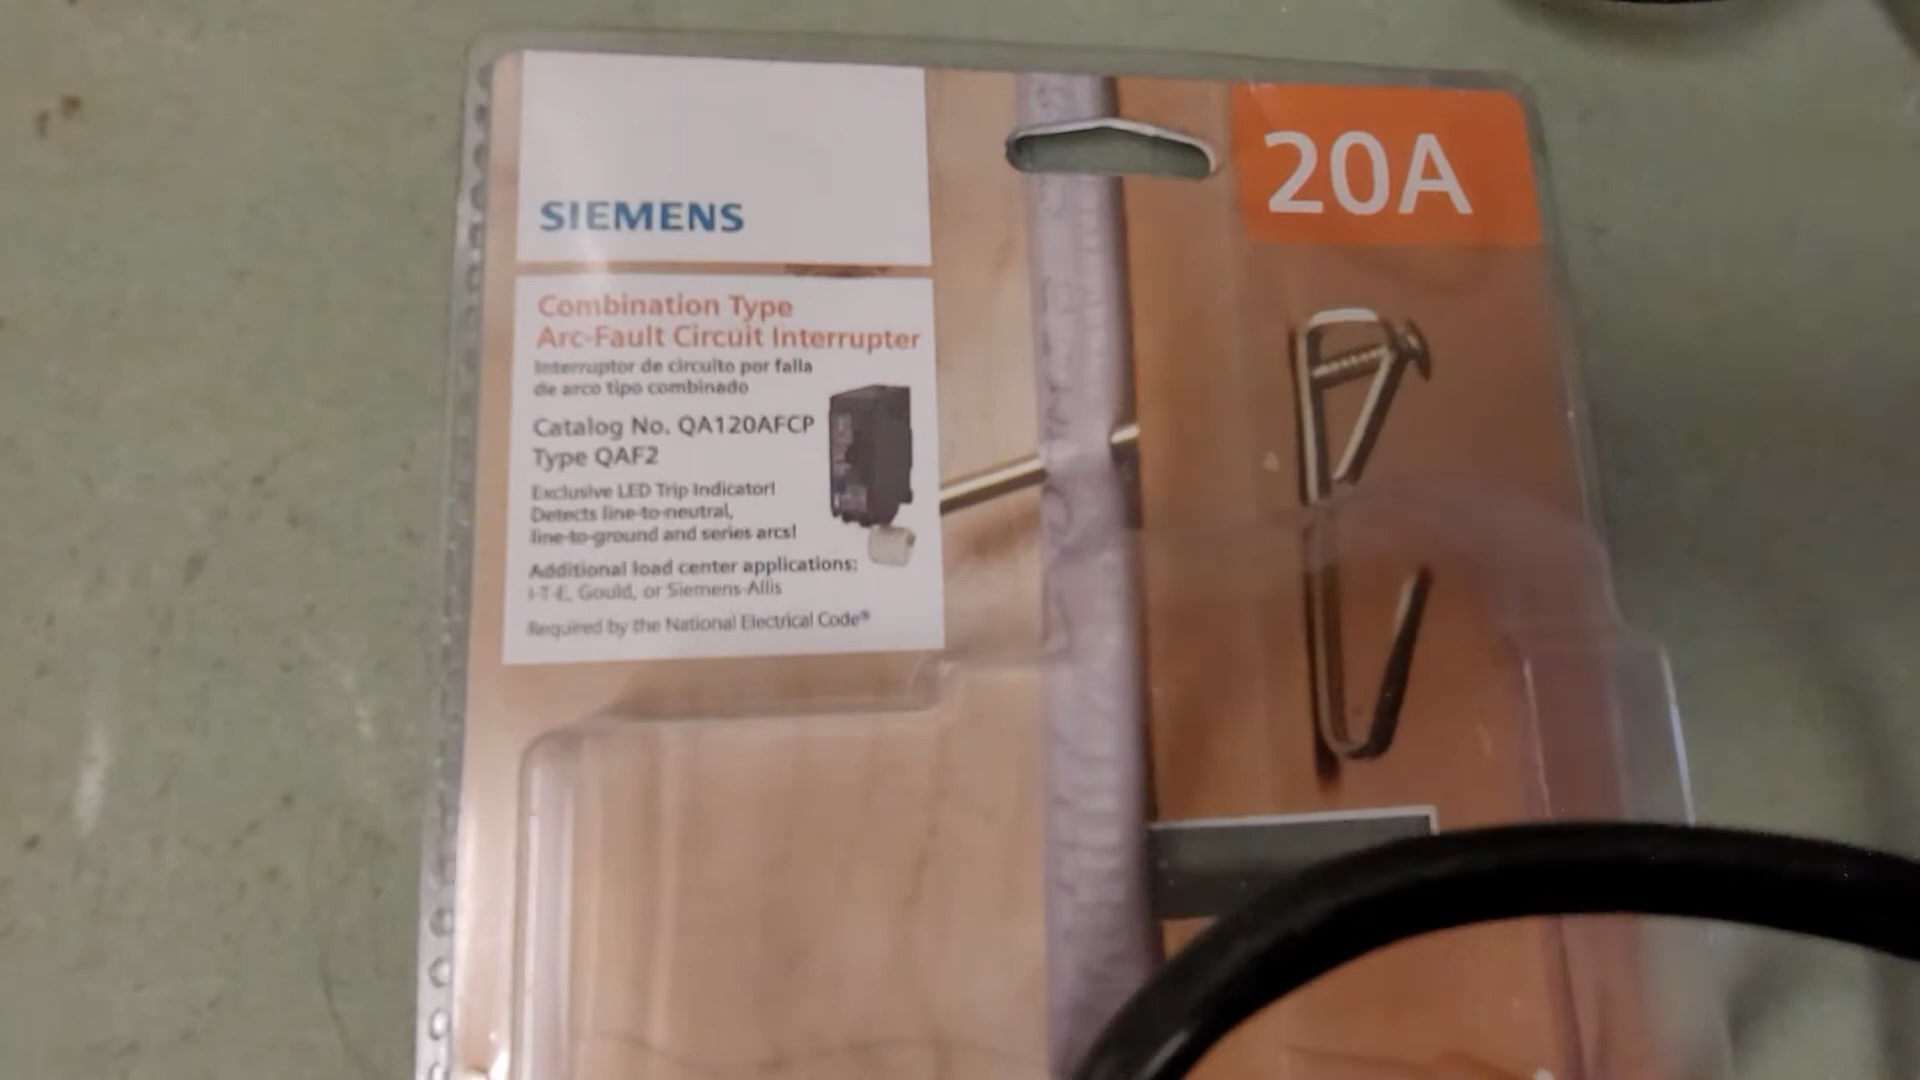 SIEMENS
20A
Combination Type
Arc-Fault Circuit Interrupter
Interruptor de circuito por falla
de arco tipo combinado
Catalog No. QA120AFCP
Type QAF2
Exclusive LED Trip Indicator!
Detects line-to-neutral,
line-to-ground and series arcs!
Additional load center applications:
I-T-E, Gould, or Siemens-Allis
Required by the National Electrical Code®